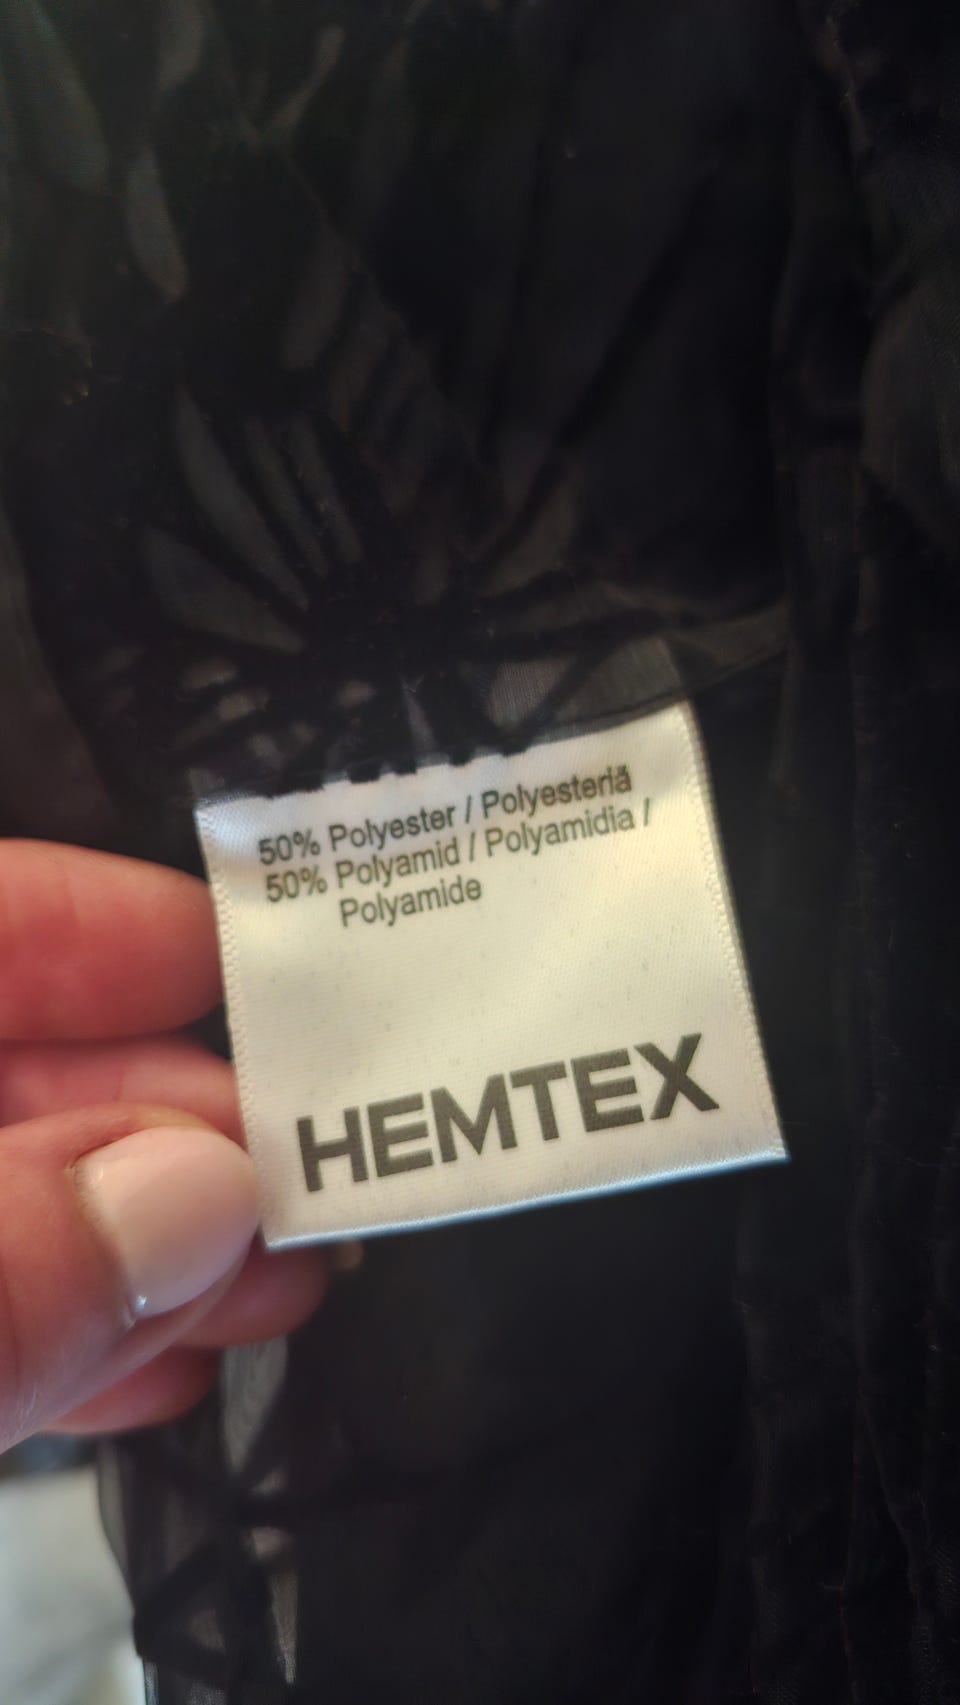 50% Polyester / Polyesteriä
50% Polyamid / Polyamidia /
Polyamide
HEMTEX